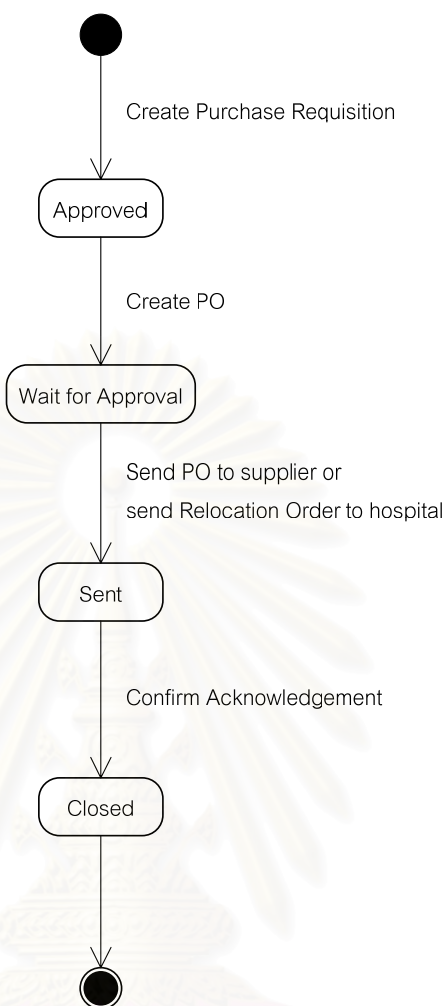 Create Purchase Requisition
Approved
Create PO
Wait for Approval
Send PO to supplier or
send Relocation Order to hospital
Sent
Confirm Acknowledgement
Closed